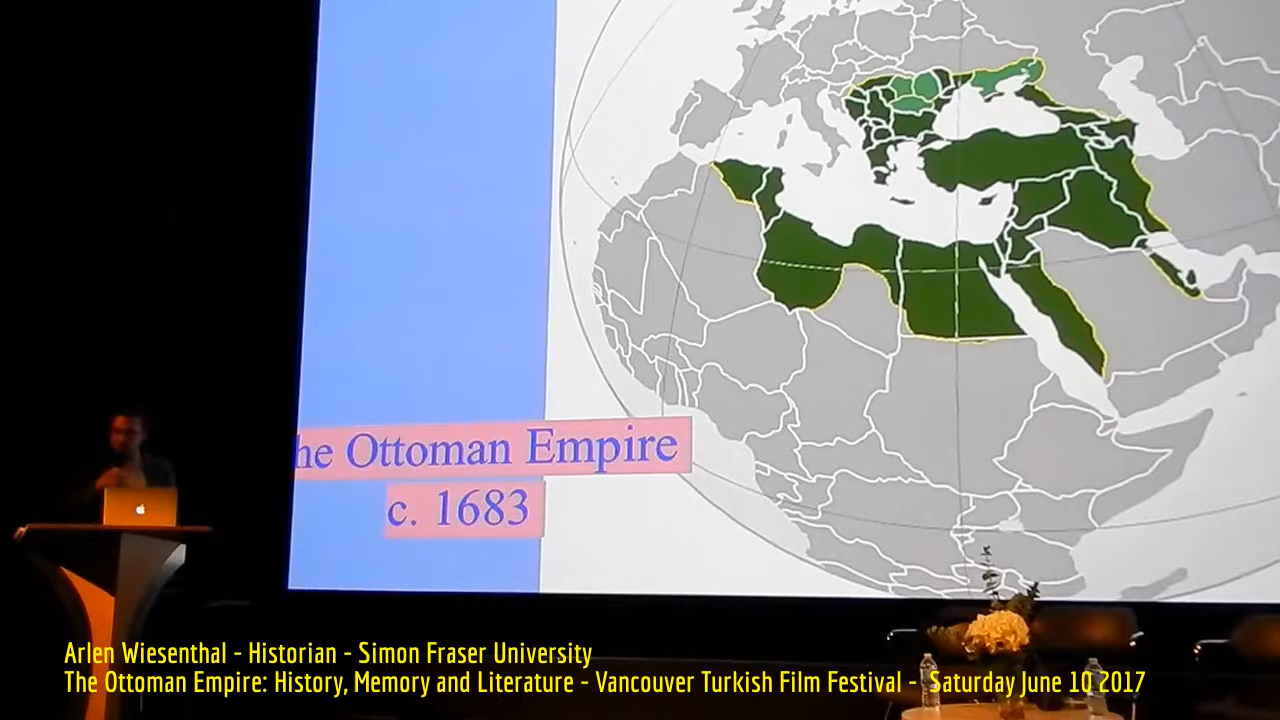 he Ottoman Empire
c. 1683
Arlen Wiesenthal - Historian - Simon Fraser University
The Ottoman Empire: History, Memory and Literature - Vancouver Turkish Film Festival - Saturday June 10 2017